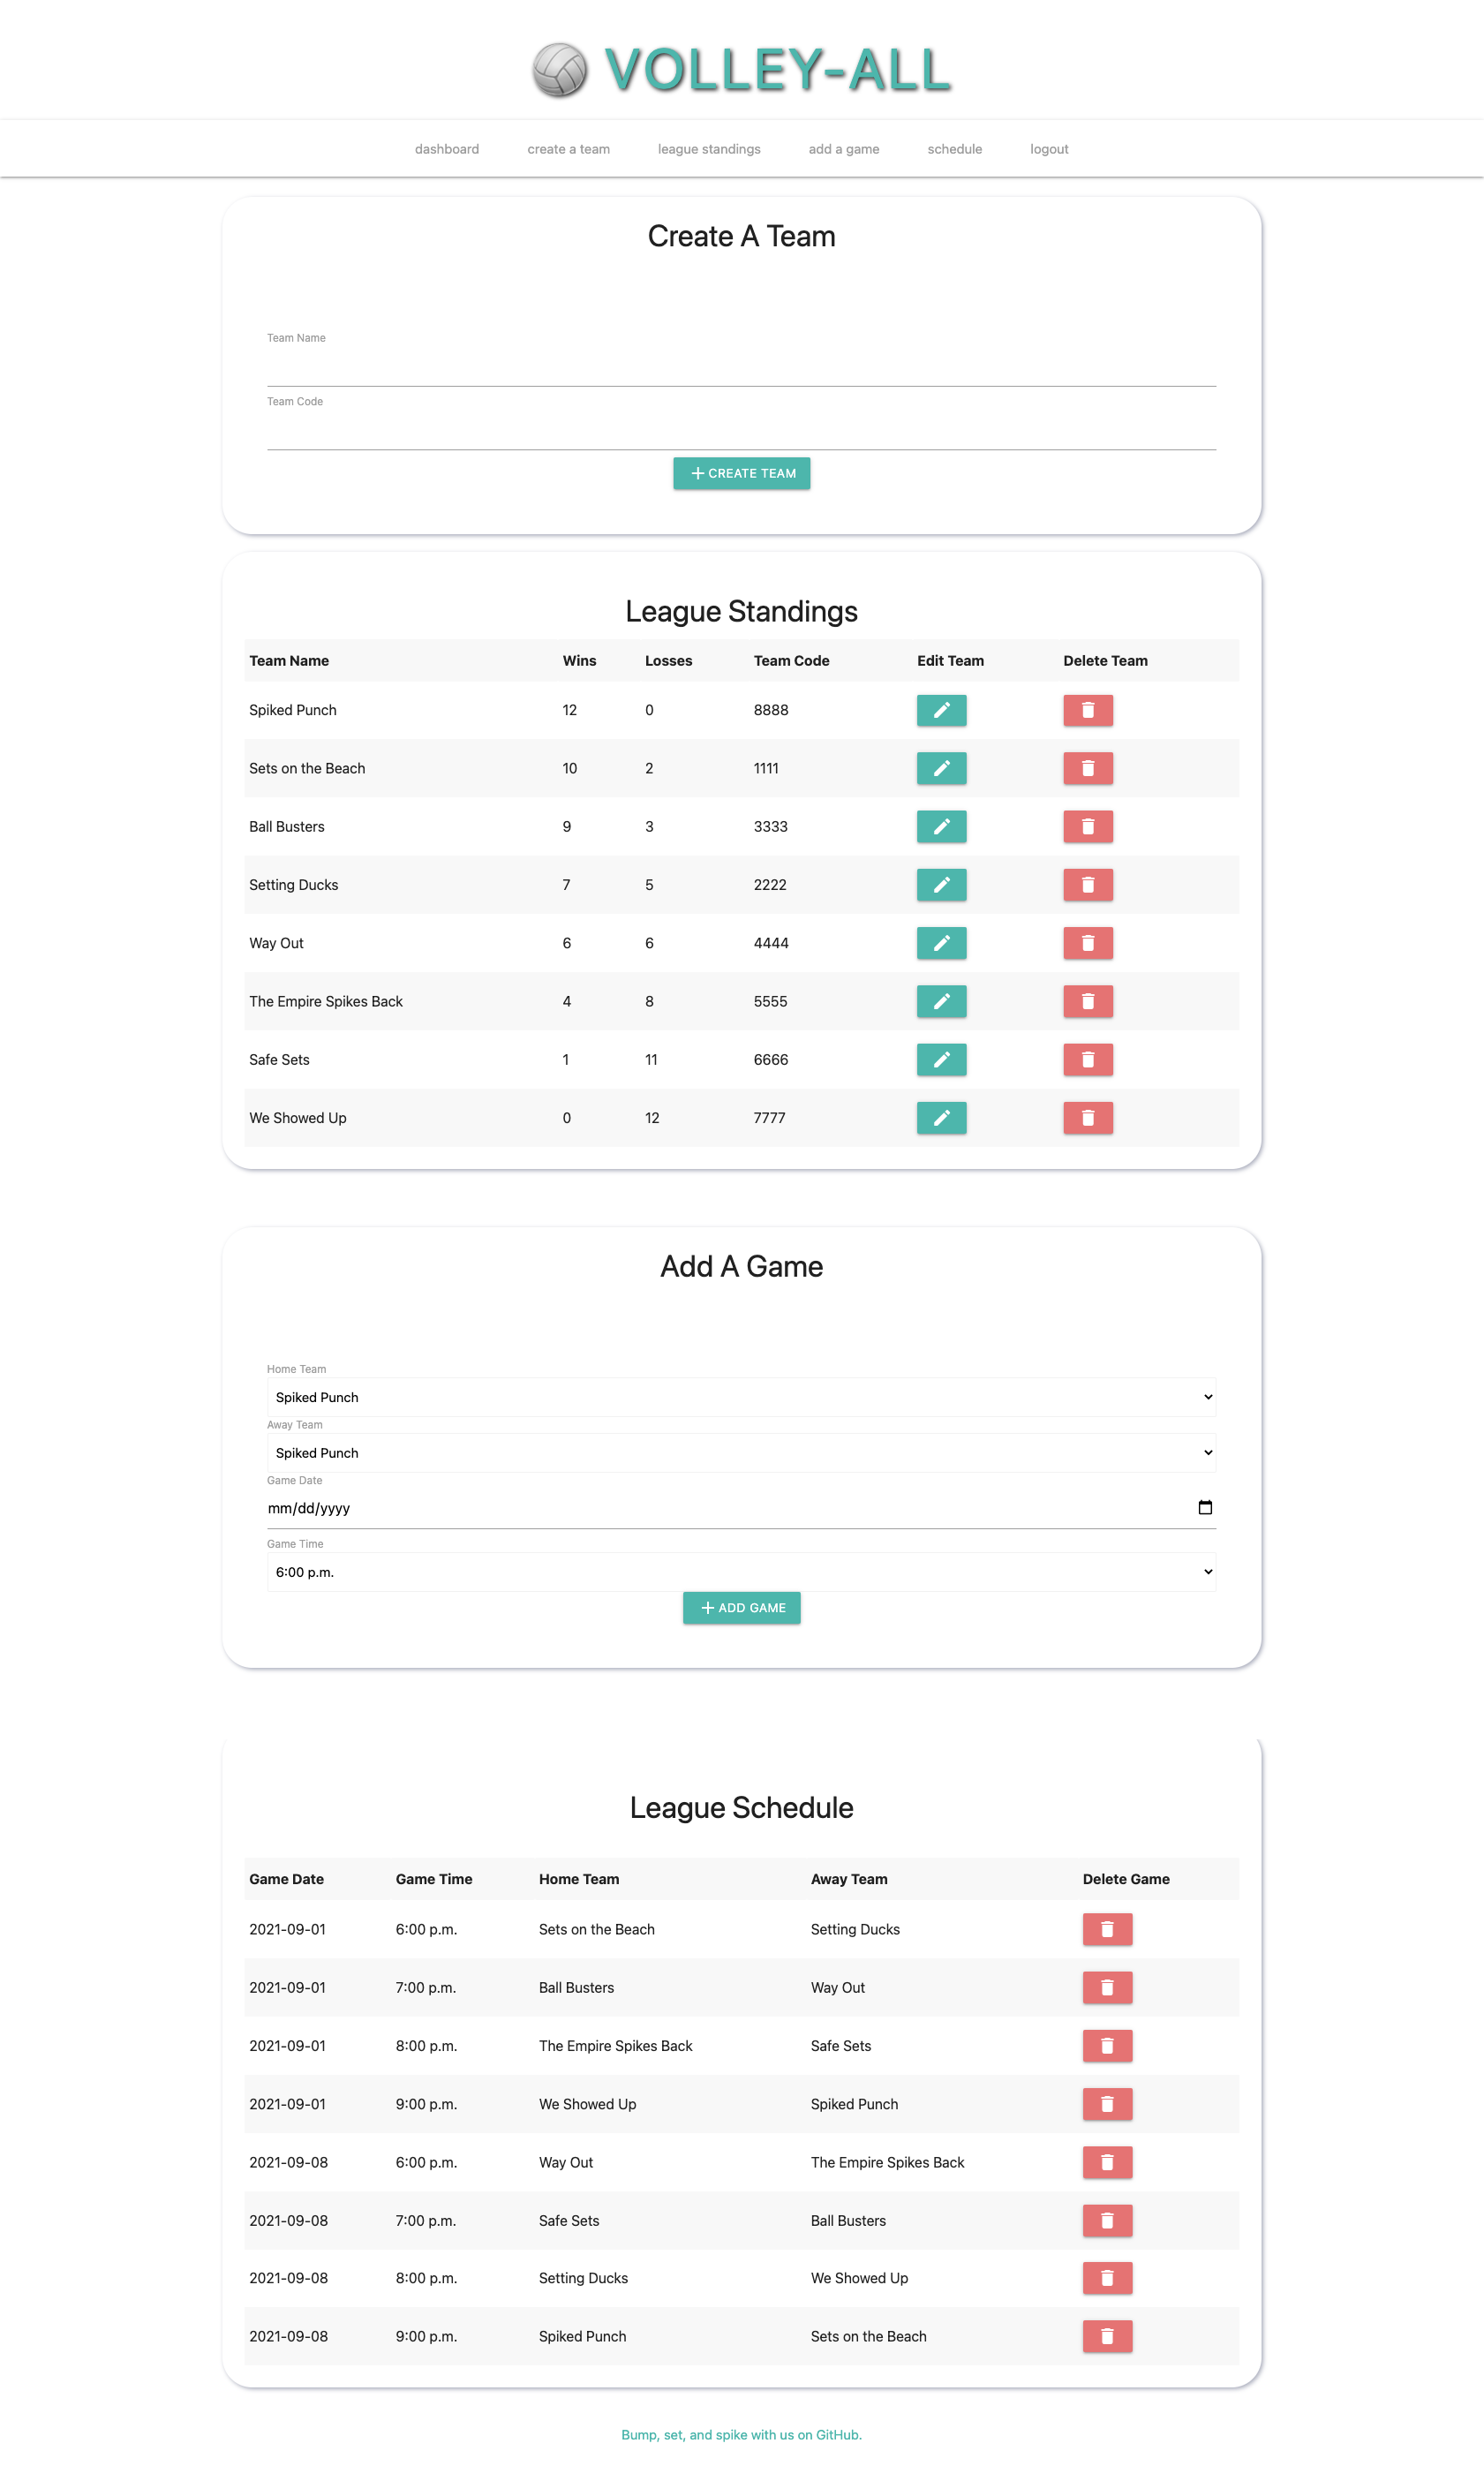 VOLLEY-ALL
dashboard create a team league standings add a game schedule logout
Create A Team
Team Name
Team Code
CREATE TEAM
League Standings
Team Name Wins Losses Team Code Edit Team Delete Team
Spiked Punch 12 0 8888
Sets on the Beach 10 2 1111
Ball Busters 9 3 3333
Setting Ducks 7 5 2222
Way Out 6 6 4444
The Empire Spikes Back 4 8 5555
Safe Sets 1 11 6666
We Showed Up 0 12 7777
Add A Game
Home Team
Spiked Punch
Away Team
Spiked Punch
Game Date
mm/dd/yyyy
Game Time
6:00 p.m.
ADD GAME
League Schedule
Game Date Game Time Home Team Away Team Delete Game
2021-09-01 6:00 p.m. Sets on the Beach Setting Ducks
2021-09-01 7:00 p.m. Ball Busters Way Out
2021-09-01 8:00 p.m. The Empire Spikes Back Safe Sets
2021-09-01 9:00 p.m. We Showed Up Spiked Punch
2021-09-08 6:00 p.m. Way Out The Empire Spikes Back
2021-09-08 7:00 p.m. Safe Sets Ball Busters
2021-09-08 8:00 p.m. Setting Ducks We Showed Up
2021-09-08 9:00 p.m. Spiked Punch Sets on the Beach
Bump, set, and spike with us on GitHub.